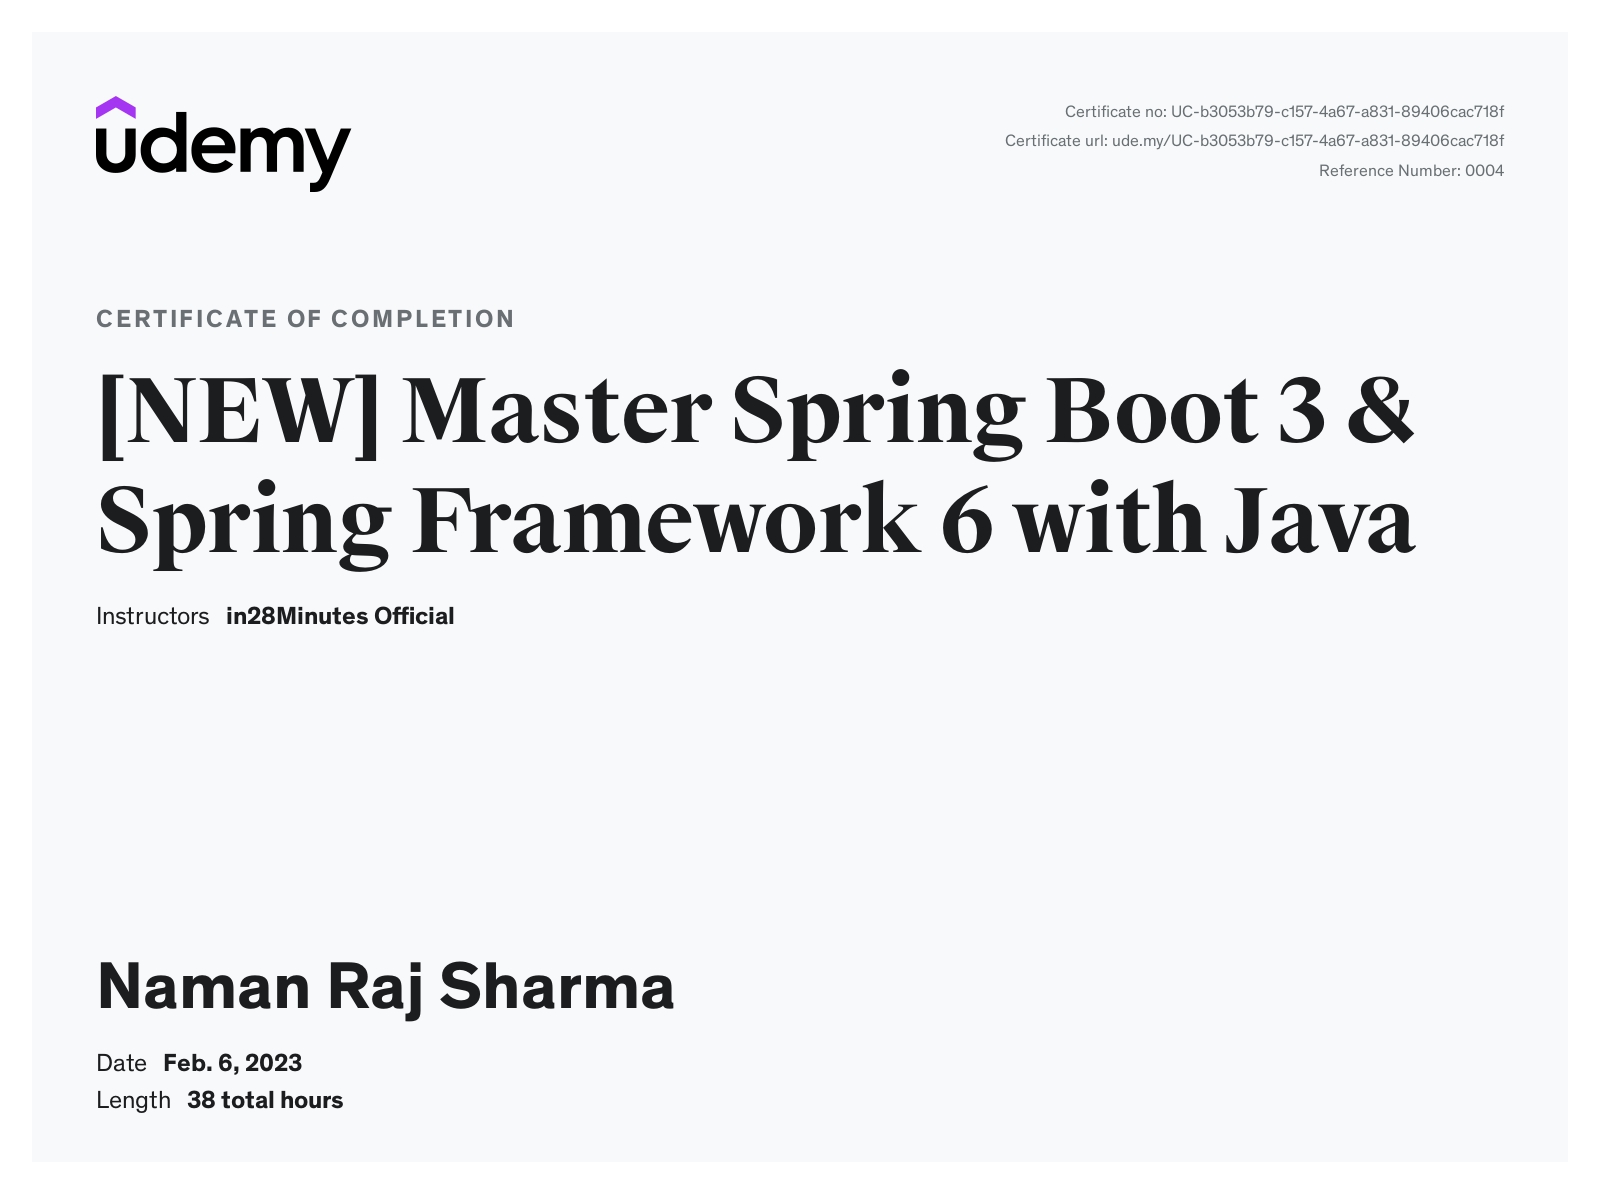 udemy
Certificate no: UC-b3053b79-c157-4a67-a831-89406cac718f
Certificate url: ude.my/UC-b3053b79-c157-4a67-a831-89406cac718f
Reference Number: 0004
CERTIFICATE OF COMPLETION
[NEW] Master Spring Boot 3 &
Spring Framework 6 with Java
Instructors in28Minutes Official
Naman Raj Sharma
Date Feb. 6, 2023
Length 38 total hours